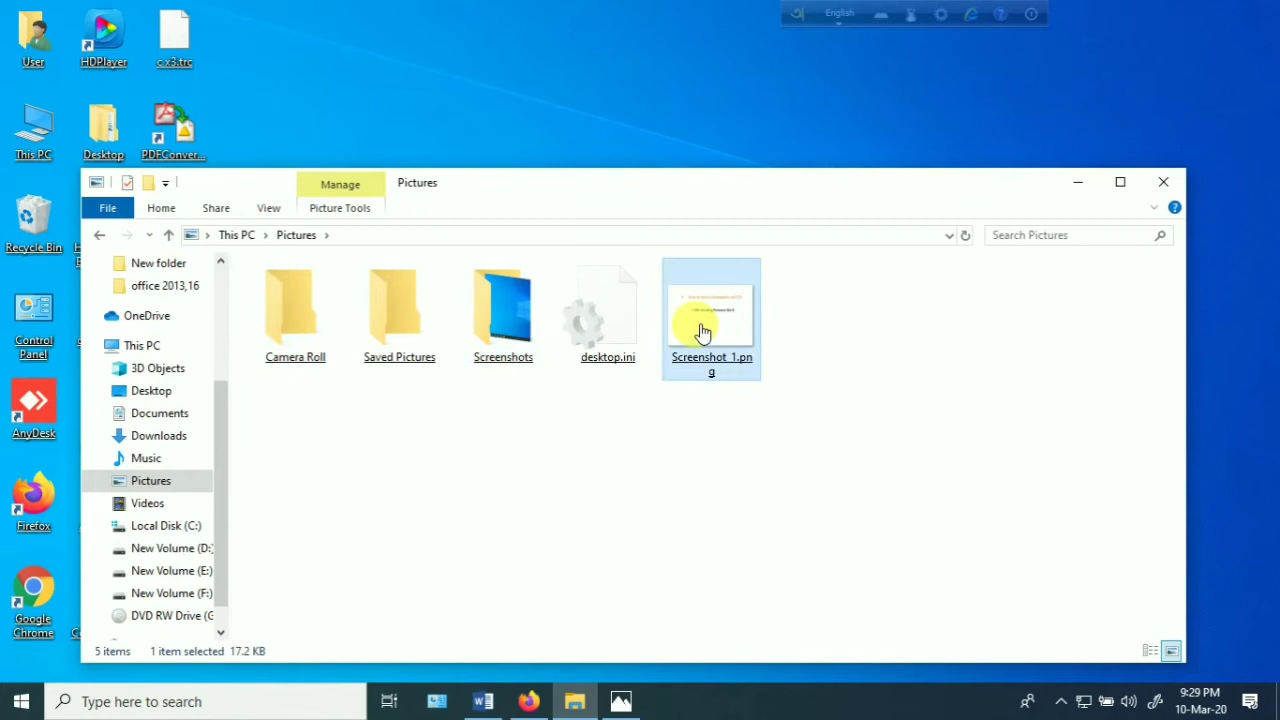 অ English
User
HDPlayer
c.x3.trc
This PC
Desktop
PDFConver...
Recycle Bin
Control
Panel
AnyDesk
Firefox
Google
Chrome
Manage
Pictures
File
Home
Share
View
Picture Tools
This PC
Pictures
Search Pictures
New folder
office 2013,16
OneDrive
This PC
3D Objects
Desktop
Documents
Downloads
Music
Pictures
Videos
Local Disk (C:)
New Volume (D:)
New Volume (E:)
New Volume (F:)
DVD RW Drive (G
Camera Roll
Saved Pictures
Screenshots
desktop.ini
Screenshot_1.pn
g
5 items
1 item selected 17.2 KB
Type here to search
9:29 PM
10-Mar-20